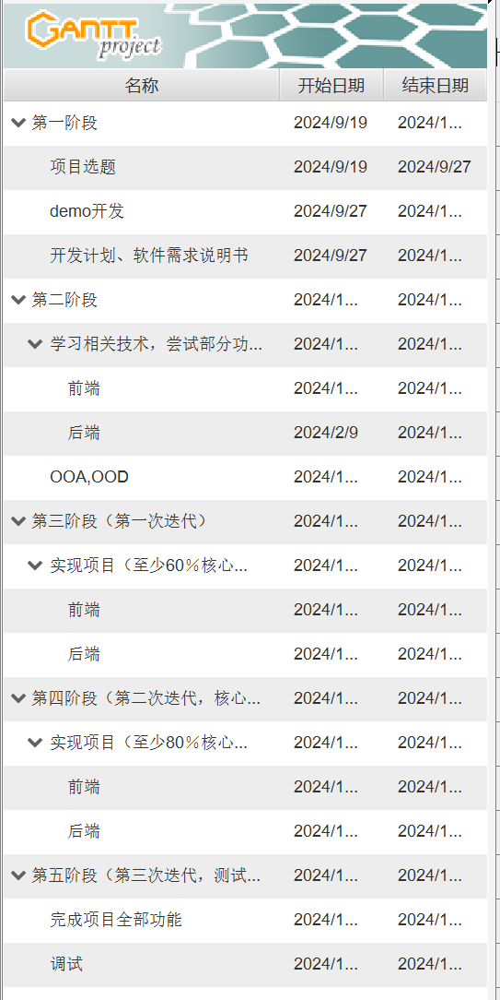 GANTT
project
名称 开始日期 结束日期
第一阶段 2024/9/19 2024/1...
项目选题 2024/9/19 2024/9/27
demo开发 2024/9/27 2024/1...
开发计划、软件需求说明书 2024/9/27 2024/1...
第二阶段 2024/1... 2024/1...
学习相关技术，尝试部分功... 2024/1... 2024/1...
前端 2024/1... 2024/1...
后端 2024/2/9 2024/1...
OOA,OOD 2024/1... 2024/1...
第三阶段（第一次迭代） 2024/1... 2024/1...
实现项目（至少60%核心... 2024/1... 2024/1...
前端 2024/1... 2024/1...
后端 2024/1... 2024/1...
第四阶段（第二次迭代，核心... 2024/1... 2024/1...
实现项目（至少80%核心... 2024/1... 2024/1...
前端 2024/1... 2024/1...
后端 2024/1... 2024/1...
第五阶段（第三次迭代，测试... 2024/1... 2024/1...
完成项目全部功能 2024/1... 2024/1...
调试 2024/1... 2024/1...